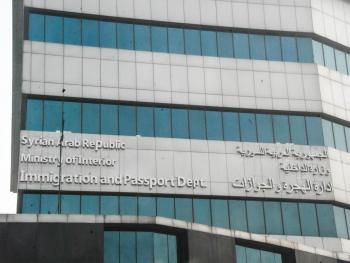 Syrian Arab Republic
Ministry of Interior
Immigration and Passport Dept.
الجمهورية العربية السورية
وزارة الداخلية
إدارة الهجرة والجوازات